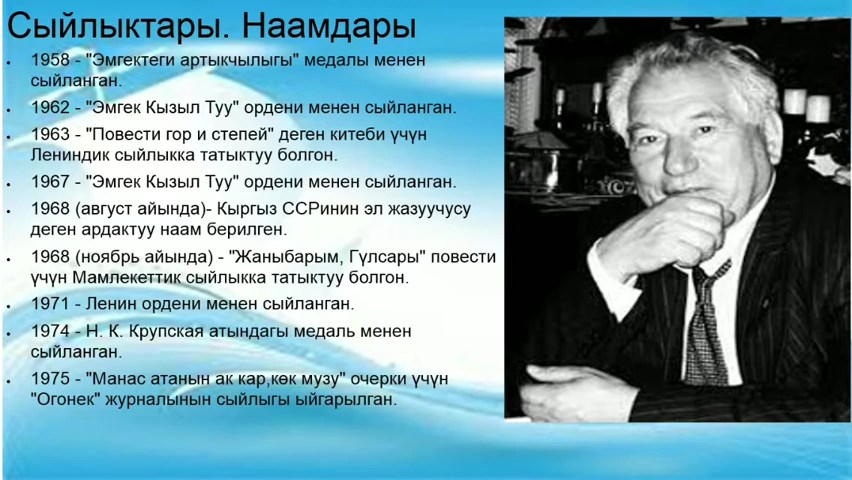 Сыйлыктары. Наамдары
• 1958 - "Эмгектеги артыкчылыгы" медалы менен
сыйланган.
• 1962 - "Эмгек Кызыл Туу" ордени менен сыйланган.
• 1963 - "Повести гор и степей" деген китеби үчүн
Лениндик сыйлыкка татыктуу болгон.
• 1967 - "Эмгек Кызыл Туу" ордени менен сыйланган.
• 1968 (август айында)- Кыргыз ССРинин эл жазуучусу
деген ардактуу наам берилген.
• 1968 (ноябрь айында) - "Жаныбарым, Гүлсары" повести
үчүн Мамлекеттик сыйлыкка татыктуу болгон.
• 1971 - Ленин ордени менен сыйланган.
• 1974 - Н. К. Крупская атындагы медаль менен
сыйланган.
• 1975 - "Манас атанын ак кар,көк музу" очерки үчүн
"Огонек" журналынын сыйлыгы ыйгарылган.